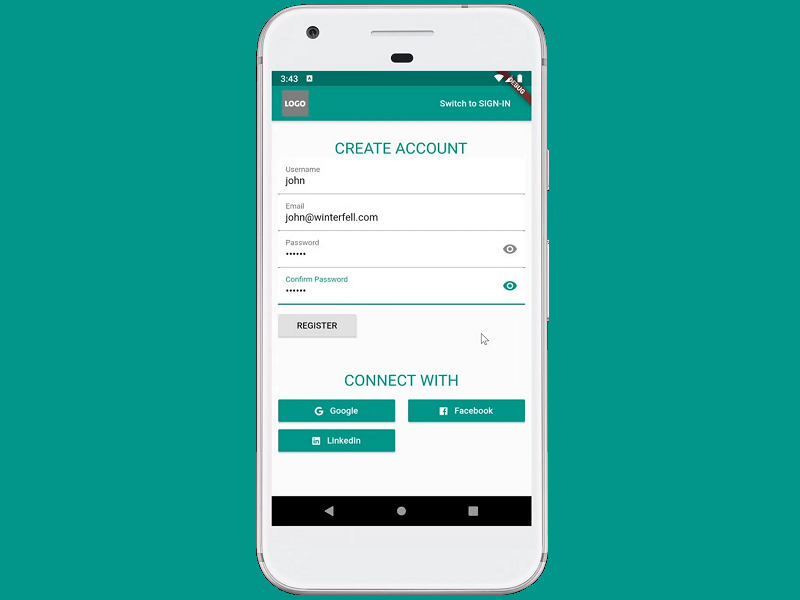 3:43 A
DEBUG
LOGO Switch to SIGN-IN
CREATE ACCOUNT
Username
john
Email
john@winterfell.com
Password
••••••
Confirm Password
••••••
REGISTER
CONNECT WITH
G Google
f Facebook
in LinkedIn